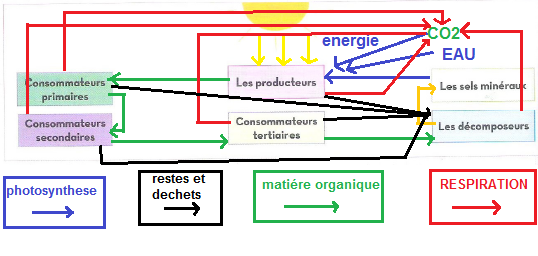 CO2
energie
EAU
Consommateurs
primaires
Les producteurs
Les sels minéraux
Consommateurs
secondaires
Consommateurs
tertiaires
Les décomposeurs
photosynthese
restes et
dechets
matiére organique
RESPIRATION